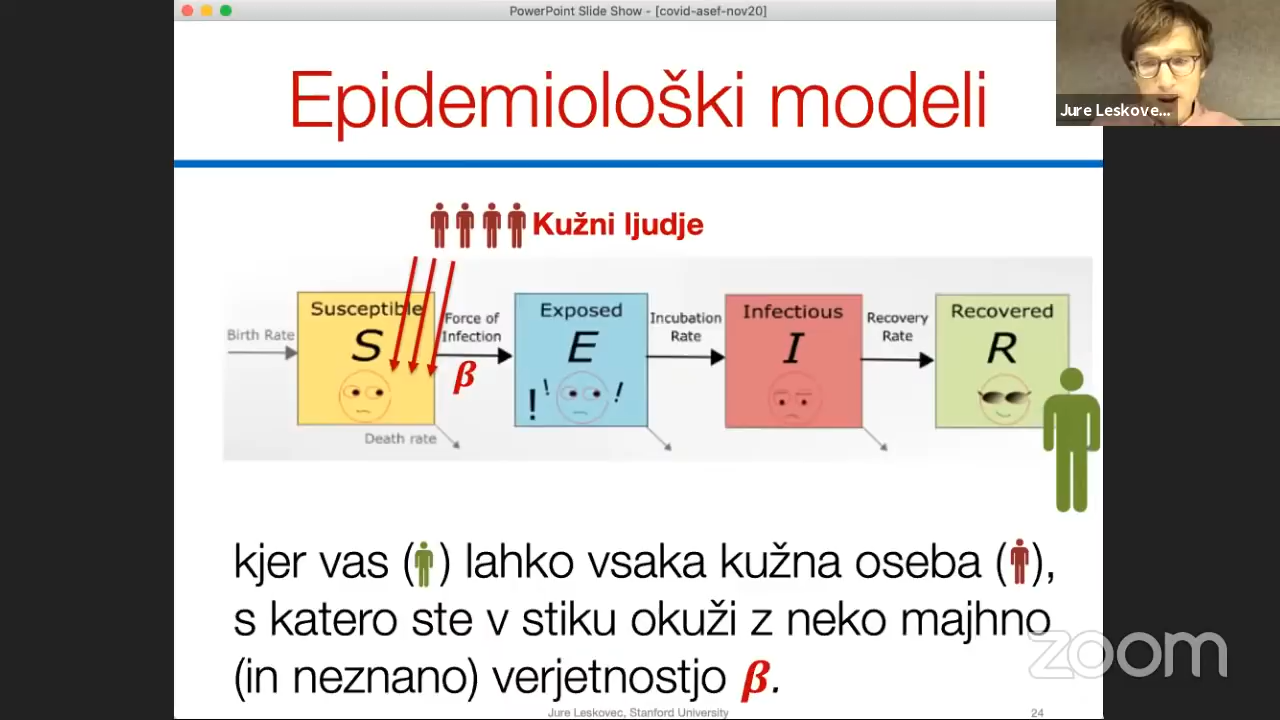 PowerPoint Slide Show - [covid-asef-nov20]
Jure Leskove...
Epidemiološki modeli
Kužni ljudje
Birth Rate
Susceptible
S
Force of
Infection
β
Death rate
Exposed
E
! ! !
Incubation
Rate
Infectious
I
Recovery
Rate
Recovered
R
kjer vas ( ) lahko vsaka kužna oseba ( ),
s katero ste v stiku okuži z neko majhno
(in neznano) verjetnostjo β.
zoom
Jure Leskovec, Stanford University
24